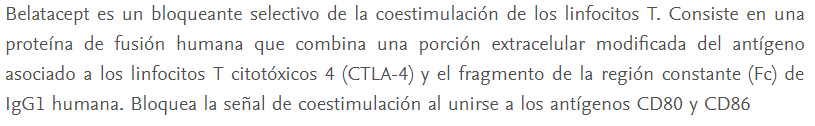 Belatacept es un bloqueante selectivo de la coestimulación de los linfocitos T. Consiste en una
proteína de fusión humana que combina una porción extracelular modificada del antígeno
asociado a los linfocitos T citotóxicos 4 (CTLA-4) y el fragmento de la región constante (Fc) de
IgG1 humana. Bloquea la señal de coestimulación al unirse a los antígenos CD80 y CD86